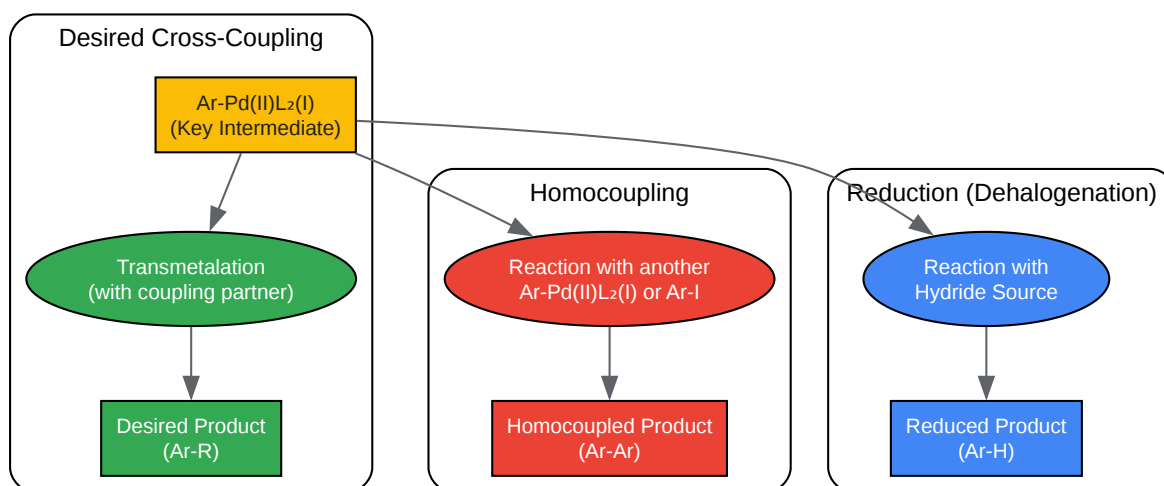 Desired Cross-Coupling
Ar-Pd(II)L₂(I)
(Key Intermediate)
Transmetalation
(with coupling partner)
Desired Product
(Ar-R)
Homocoupling
Reaction with another
Ar-Pd(II)L₂(I) or Ar-I
Homocoupled Product
(Ar-Ar)
Reduction (Dehalogenation)
Reaction with
Hydride Source
Reduced Product
(Ar-H)